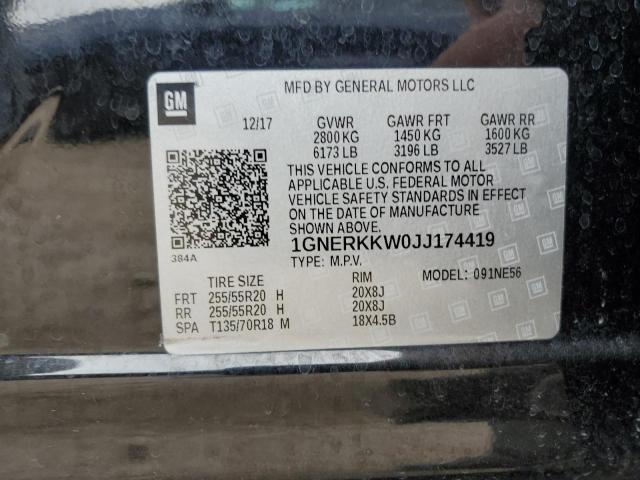 GM
MFD BY GENERAL MOTORS LLC
12/17 GVWR GAWR FRT GAWR RR
2800 KG 1450 KG 1600 KG
6173 LB 3196 LB 3527 LB
THIS VEHICLE CONFORMS TO ALL
APPLICABLE U.S. FEDERAL MOTOR
VEHICLE SAFETY STANDARDS IN EFFECT
ON THE DATE OF MANUFACTURE
SHOWN ABOVE.
384A
1GNERKKW0JJ174419
TYPE: M.P.V. MODEL: 091NE56
TIRE SIZE RIM
FRT 255/55R20 H 20X8J
RR 255/55R20 H 20X8J
SPA T135/70R18 M 18X4.5B